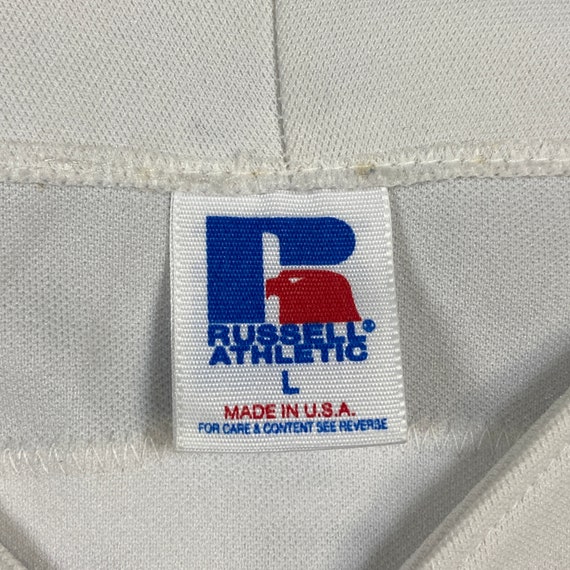 RUSSELL®
ATHLETIC
L
MADE IN U.S.A.
FOR CARE & CONTENT SEE REVERSE